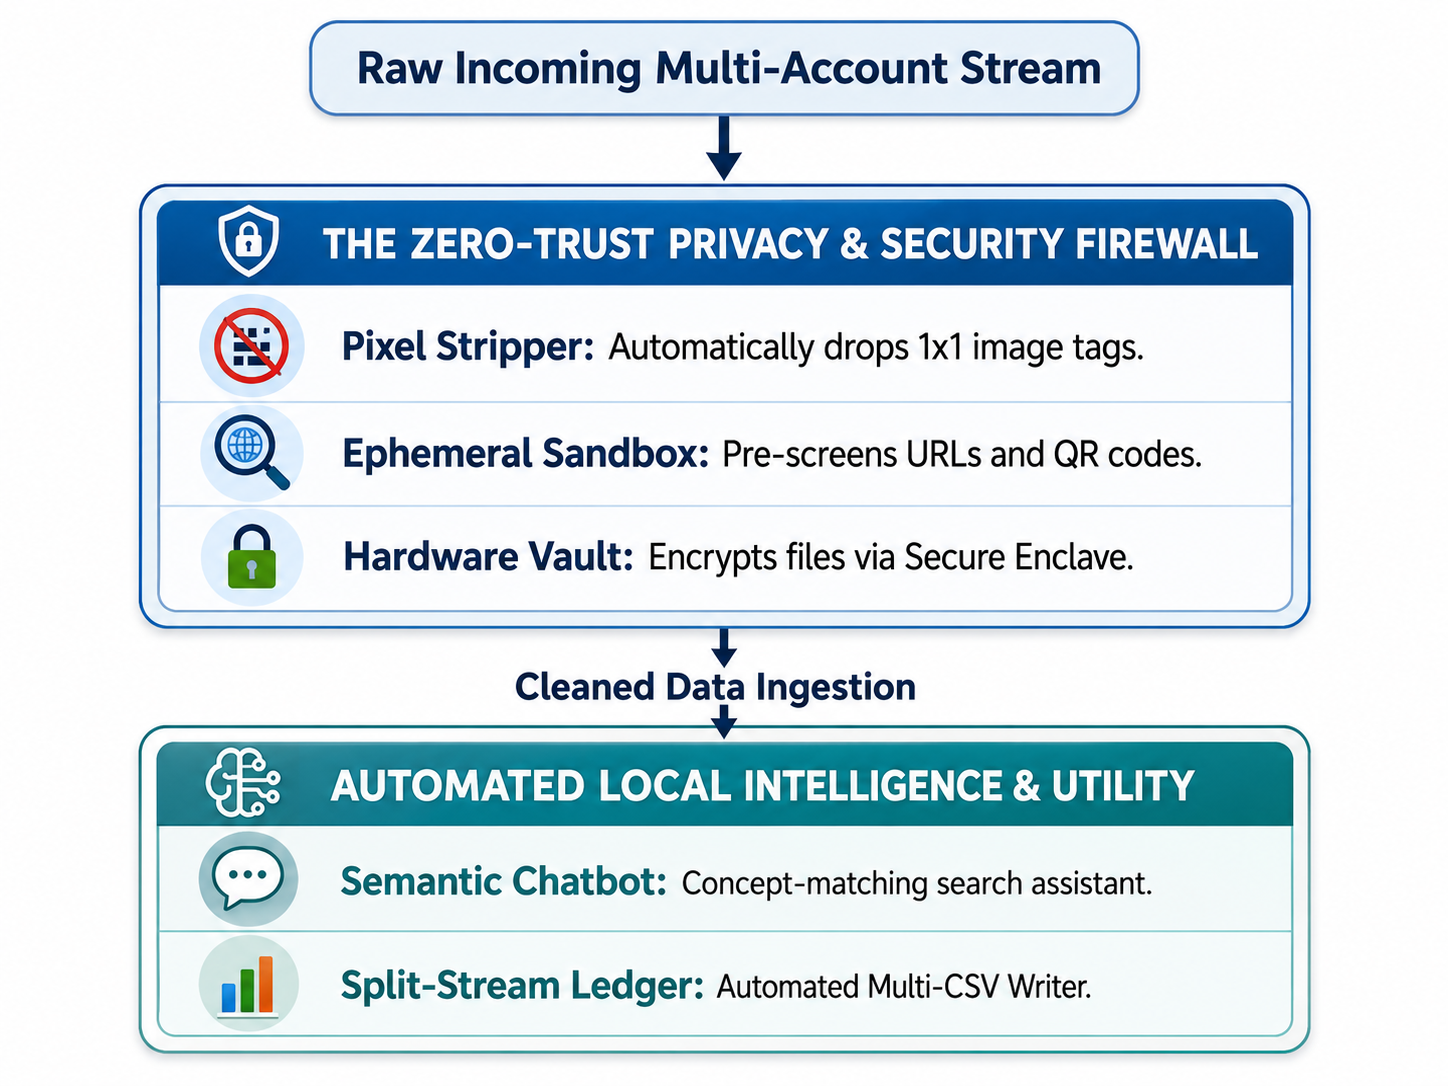 Raw Incoming Multi-Account Stream
THE ZERO-TRUST PRIVACY & SECURITY FIREWALL
Pixel Stripper: Automatically drops 1x1 image tags.
Ephemeral Sandbox: Pre-screens URLs and QR codes.
Hardware Vault: Encrypts files via Secure Enclave.
Cleaned Data Ingestion
AUTOMATED LOCAL INTELLIGENCE & UTILITY
Semantic Chatbot: Concept-matching search assistant.
Split-Stream Ledger: Automated Multi-CSV Writer.